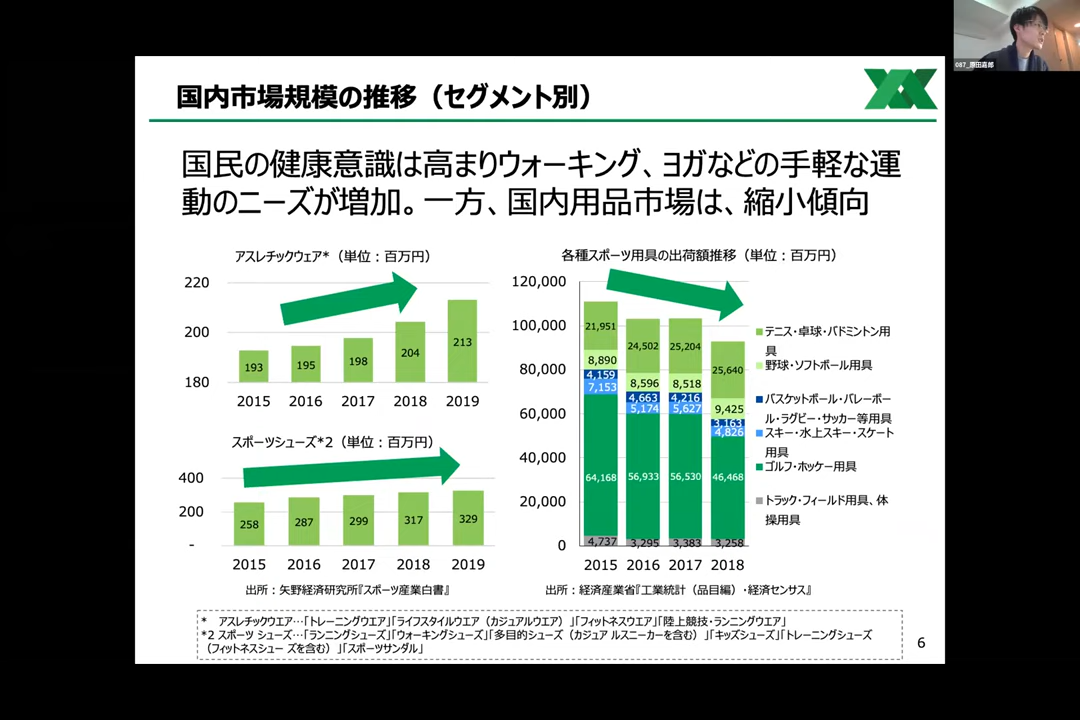 087_原田嘉郎
国内市場規模の推移（セグメント別）
国民の健康意識は高まりウォーキング、ヨガなどの手軽な運
動のニーズが増加。一方、国内用品市場は、縮小傾向
アスレチックウェア*（単位：百万円）
220
200
180
193
195
198
204
213
2015
2016
2017
2018
2019
スポーツシューズ*2（単位：百万円）
400
200
-
258
287
299
317
329
2015
2016
2017
2018
2019
出所：矢野経済研究所『スポーツ産業白書』
各種スポーツ用具の出荷額推移（単位：百万円）
120,000
100,000
80,000
60,000
40,000
20,000
0
21,951
8,890
4,159
7,153
64,168
4,737
24,502
8,596
4,663
5,174
56,933
3,295
25,204
8,518
4,216
5,627
56,530
3,383
25,640
9,425
3,163
4,826
46,468
3,258
2015
2016
2017
2018
テニス・卓球・バドミントン用
具
野球・ソフトボール用具
バスケットボール・バレーボー
ル・ラグビー・サッカー等用具
スキー・水上スキー・スケート
用具
ゴルフ・ホッケー用具
トラック・フィールド用具、体
操用具
出所：経済産業省『工業統計（品目編）・経済センサス』
* アスレチックウエア…「トレーニングウエア」「ライフスタイルウエア（カジュアルウエア）」「フィットネスウエア」「陸上競技・ランニングウエア」
*2 スポーツ シューズ…「ランニングシューズ」「ウォーキングシューズ」「多目的シューズ（カジュア ルスニーカーを含む）」「キッズシューズ」「トレーニングシューズ
（フィットネスシュー ズを含む）」「スポーツサンダル」
6